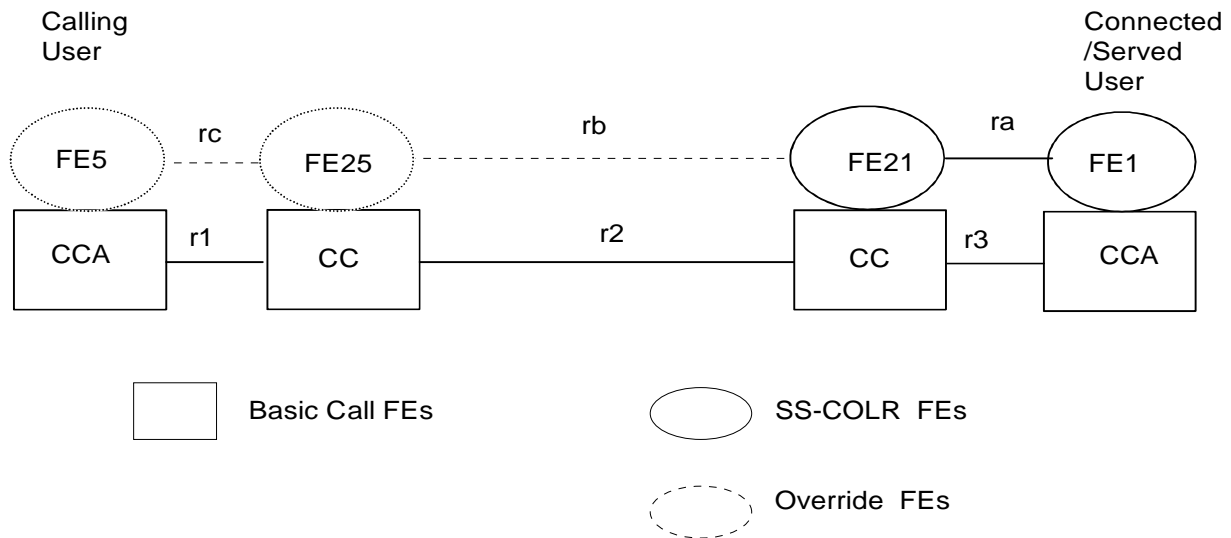 Calling
User
Connected
/Served
User
rc
rb
ra
FE5
FE25
FE21
FE1
r1
r2
r3
CCA
CC
CC
CCA
Basic Call FEs
SS-COLR FEs
Override FEs